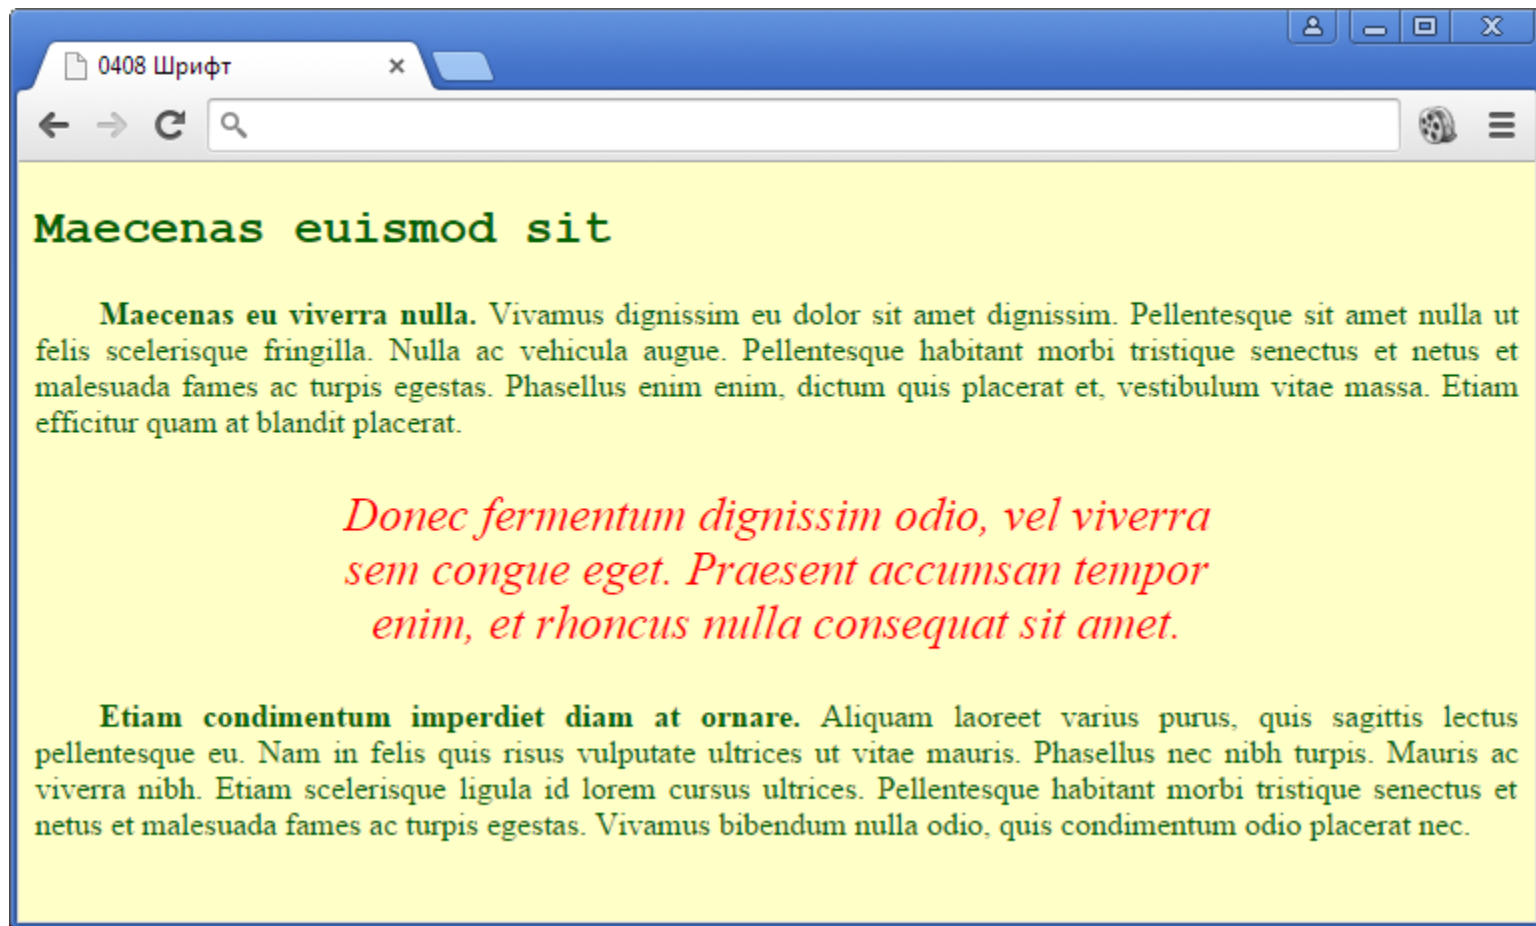 0408 Шрифт
Maecenas euismod sit
Maecenas eu viverra nulla. Vivamus dignissim eu dolor sit amet dignissim. Pellentesque sit amet nulla ut
felis scelerisque fringilla. Nulla ac vehicula augue. Pellentesque habitant morbi tristique senectus et netus et
malesuada fames ac turpis egestas. Phasellus enim enim, dictum quis placerat et, vestibulum vitae massa. Etiam
efficitur quam at blandit placerat.
Donec fermentum dignissim odio, vel viverra
sem congue eget. Praesent accumsan tempor
enim, et rhoncus nulla consequat sit amet.
Etiam condimentum imperdiet diam at ornare. Aliquam laoreet varius purus, quis sagittis lectus
pellentesque eu. Nam in felis quis risus vulputate ultrices ut vitae mauris. Phasellus nec nibh turpis. Mauris ac
viverra nibh. Etiam scelerisque ligula id lorem cursus ultrices. Pellentesque habitant morbi tristique senectus et
netus et malesuada fames ac turpis egestas. Vivamus bibendum nulla odio, quis condimentum odio placerat nec.